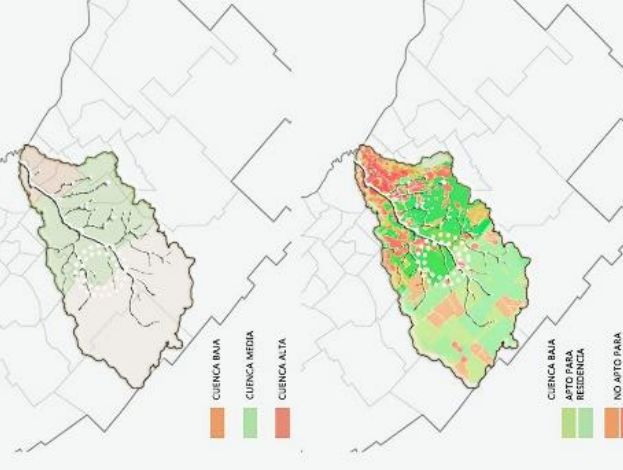 CUENCA BAJA
CUENCA MEDIA
CUENCA ALTA
CUENCA BAJA
APTO PARA
RESIDENCIA
NO APTO PARA